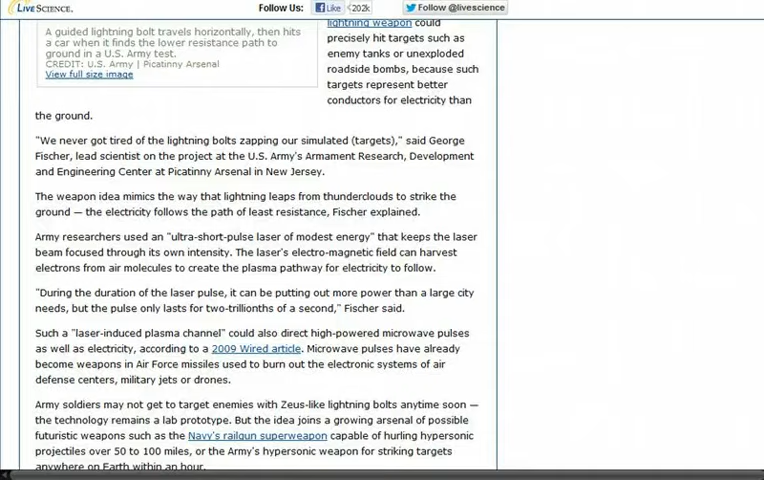 LIVESCIENCE.
Follow Us:
Like
202k
Follow @livescience
A guided lightning bolt travels horizontally, then hits
a car when it finds the lower resistance path to
ground in a U.S. Army test.
CREDIT: U.S. Army | Picatinny Arsenal
View full size image
lightning weapon could
precisely hit targets such as
enemy tanks or unexploded
roadside bombs, because such
targets represent better
conductors for electricity than
the ground.
"We never got tired of the lightning bolts zapping our simulated (targets)," said George
Fischer, lead scientist on the project at the U.S. Army's Armament Research, Development
and Engineering Center at Picatinny Arsenal in New Jersey.
The weapon idea mimics the way that lightning leaps from thunderclouds to strike the
ground — the electricity follows the path of least resistance, Fischer explained.
Army researchers used an "ultra-short-pulse laser of modest energy" that keeps the laser
beam focused through its own intensity. The laser's electro-magnetic field can harvest
electrons from air molecules to create the plasma pathway for electricity to follow.
"During the duration of the laser pulse, it can be putting out more power than a large city
needs, but the pulse only lasts for two-trillionths of a second," Fischer said.
Such a "laser-induced plasma channel" could also direct high-powered microwave pulses
as well as electricity, according to a 2009 Wired article. Microwave pulses have already
become weapons in Air Force missiles used to burn out the electronic systems of air
defense centers, military jets or drones.
Army soldiers may not get to target enemies with Zeus-like lightning bolts anytime soon —
the technology remains a lab prototype. But the idea joins a growing arsenal of possible
futuristic weapons such as the Navy's railgun superweapon capable of hurling hypersonic
projectiles over 50 to 100 miles, or the Army's hypersonic weapon for striking targets
anywhere on Earth within an hour.